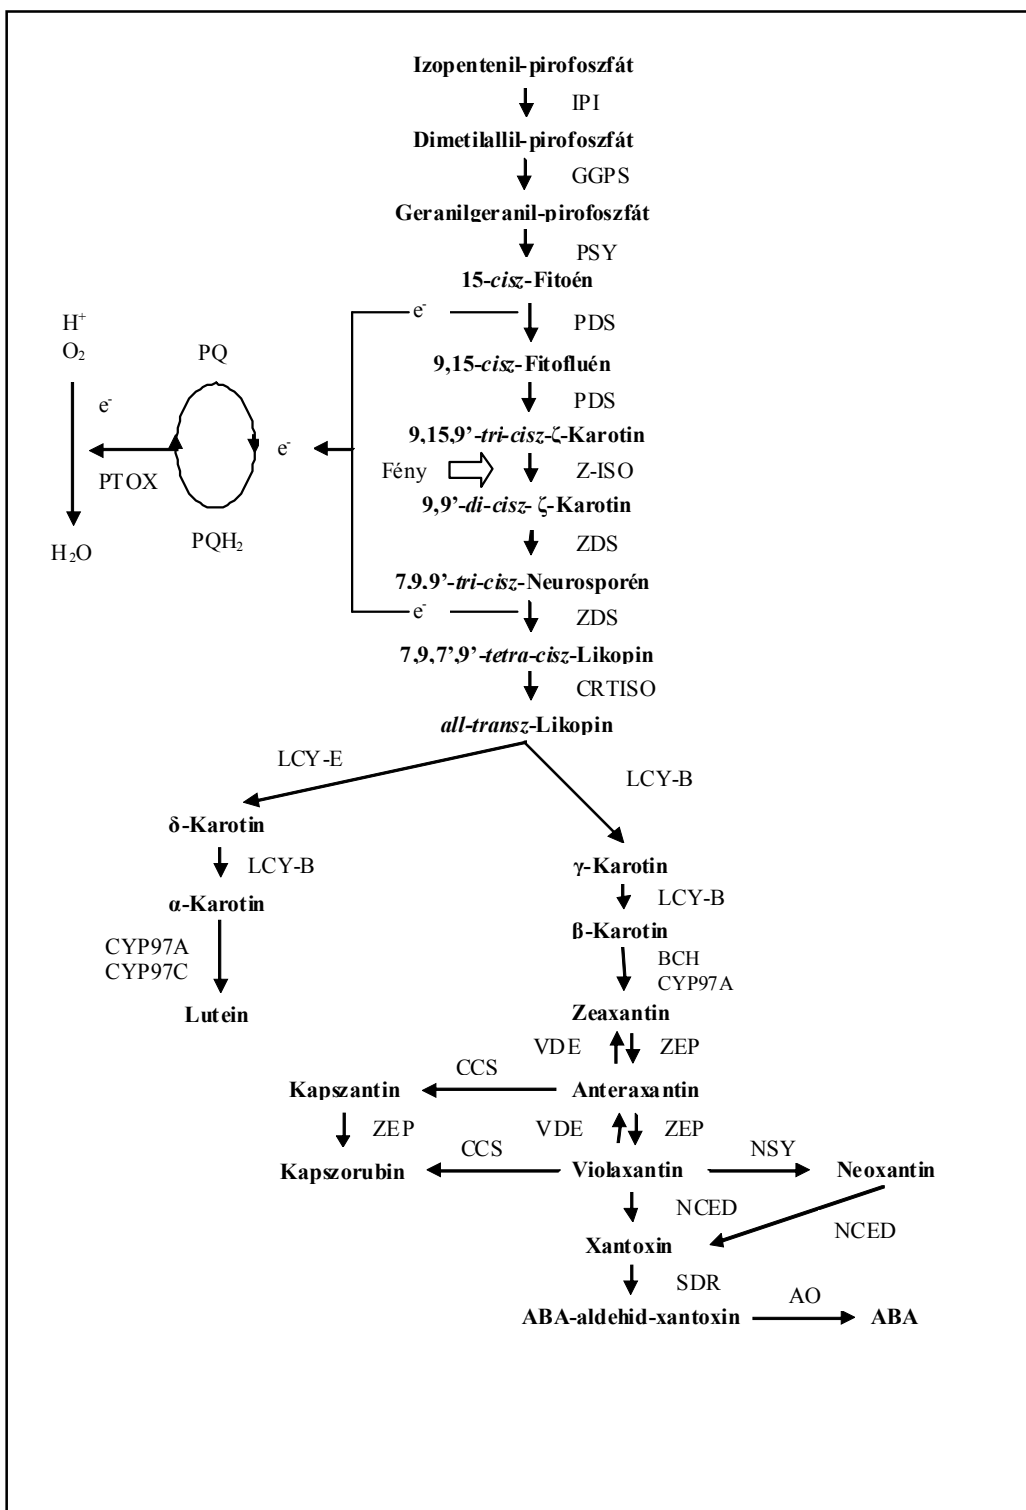 Izopentenil-pirofoszfát
IPI
Dimetilallil-pirofoszfát
GGPS
Geranilgeranil-pirofoszfát
PSY
15-cisz-Fitoén
e-
PDS
H+
O2
PQ
9,15-cisz-Fitofluén
e-
PDS
9,15,9’-tri-cisz-ζ-Karotin
e-
Fény
Z-ISO
PTOX
9,9’-di-cisz- ζ-Karotin
H2O
PQH2
ZDS
7,9,9’-tri-cisz-Neurosporén
e-
ZDS
7,9,7’,9’-tetra-cisz-Likopin
CRTISO
all-transz-Likopin
LCY-E
LCY-B
δ-Karotin
LCY-B
γ-Karotin
LCY-B
α-Karotin
β-Karotin
CYP97A
CYP97C
BCH
CYP97A
Lutein
Zeaxantin
VDE
ZEP
CCS
Kapszantin
Anteraxantin
ZEP
VDE
ZEP
CCS
NSY
Kapszorubin
Violaxantin
Neoxantin
NCED
NCED
Xantoxin
SDR
AO
ABA-aldehid-xantoxin
ABA